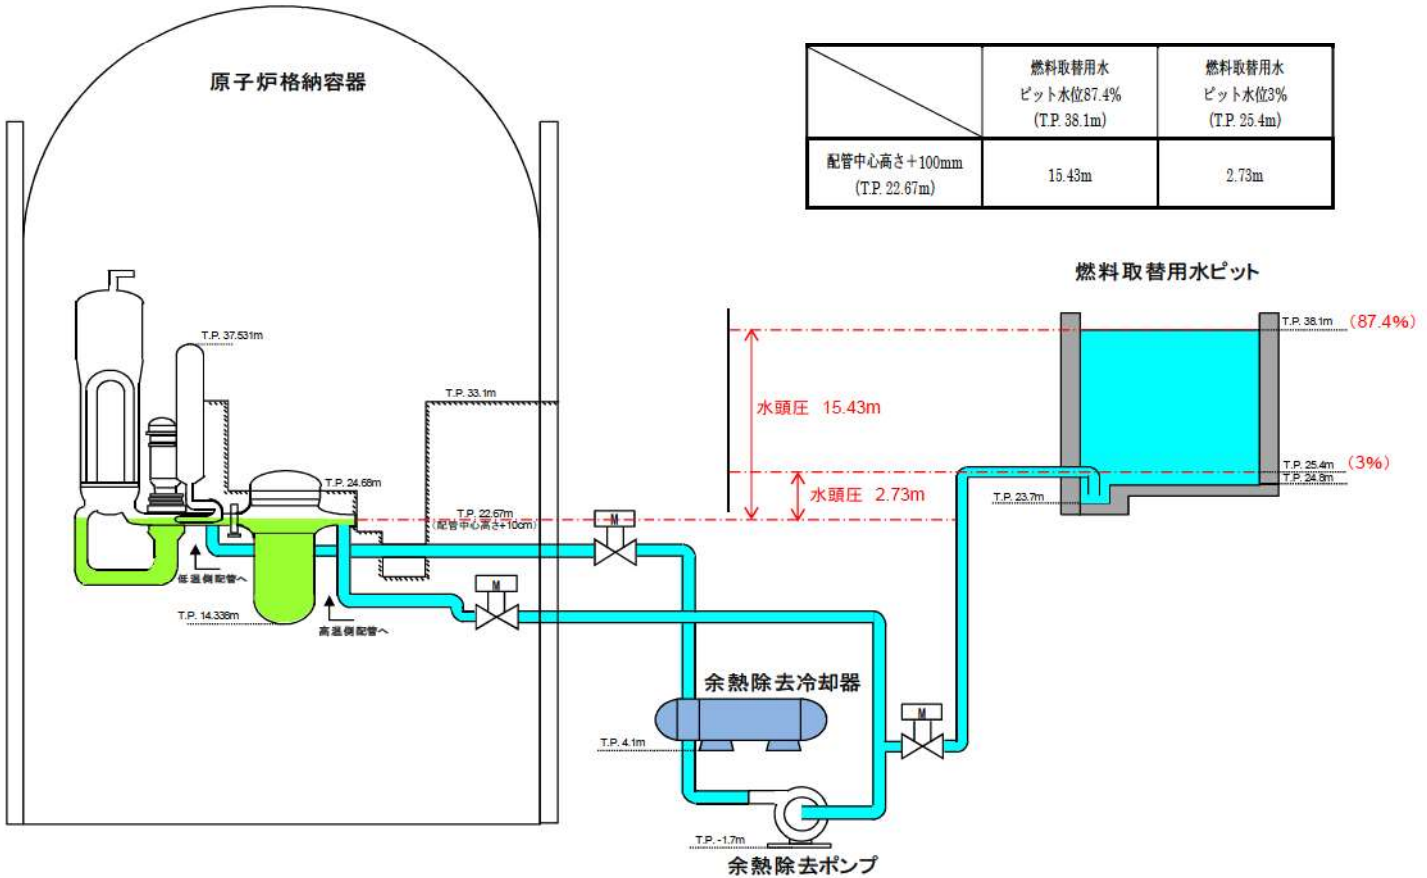 原子炉格納容器
燃料取替用水
ピット水位87.4%
(T.P. 38.1m)
燃料取替用水
ピット水位3%
(T.P. 25.4m)
配管中心高さ＋100mm
(T.P. 22.67m)
15.43m
2.73m
燃料取替用水ピット
T.P. 38.1m
(87.4%)
T.P. 37.531m
T.P. 33.1m
水頭圧 15.43m
T.P. 25.4m
(3%)
T.P. 24.8m
T.P. 24.68m
水頭圧 2.73m
T.P. 23.7m
T.P. 22.67m
(配管中心高さ+10cm)
M
低温側配管へ
M
T.P. 14.338m
高温側配管へ
余熱除去冷却器
M
T.P. 4.1m
T.P. -1.7m
余熱除去ポンプ